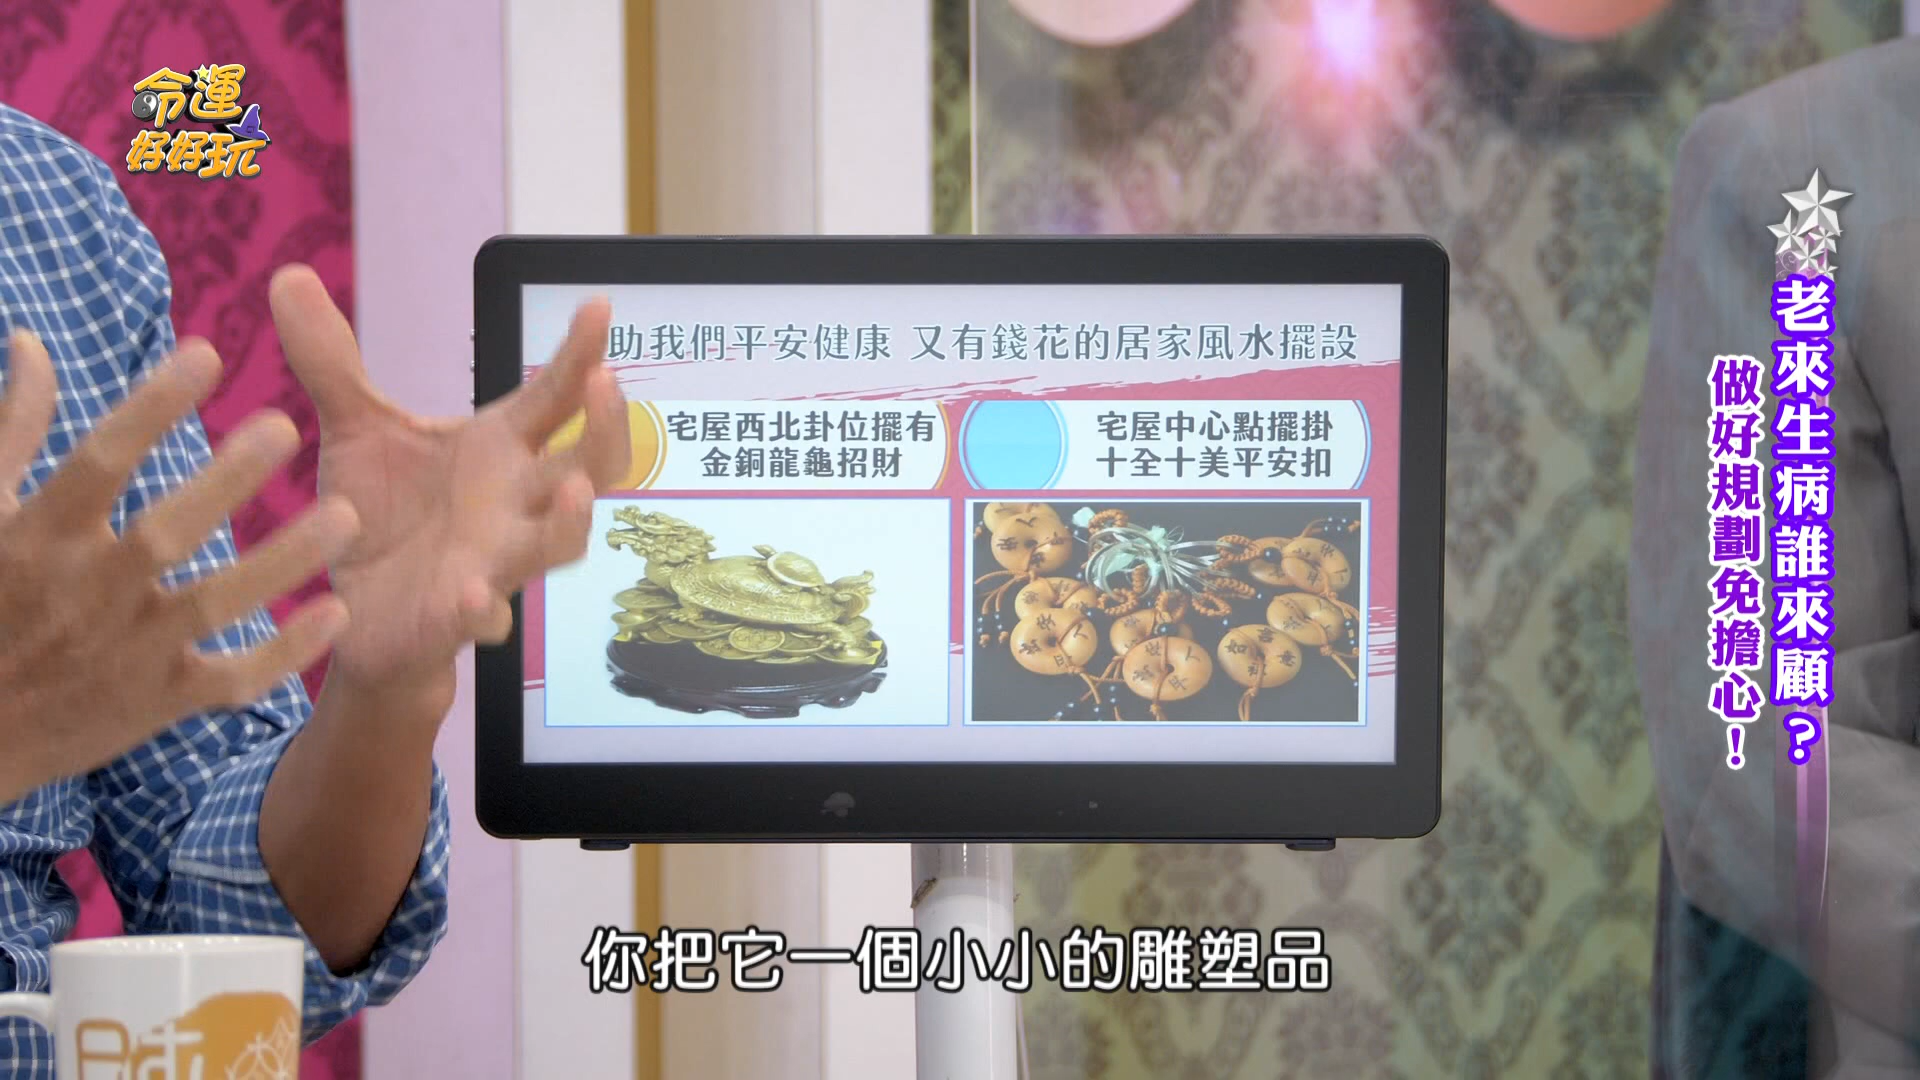 命運
好好玩
助我們平安健康 又有錢花的居家風水擺設
宅屋西北卦位擺有
金銅龍龜招財
宅屋中心點擺掛
十全十美平安扣
老來生病誰來顧？
做好規劃免擔心！
你把它一個小小的雕塑品